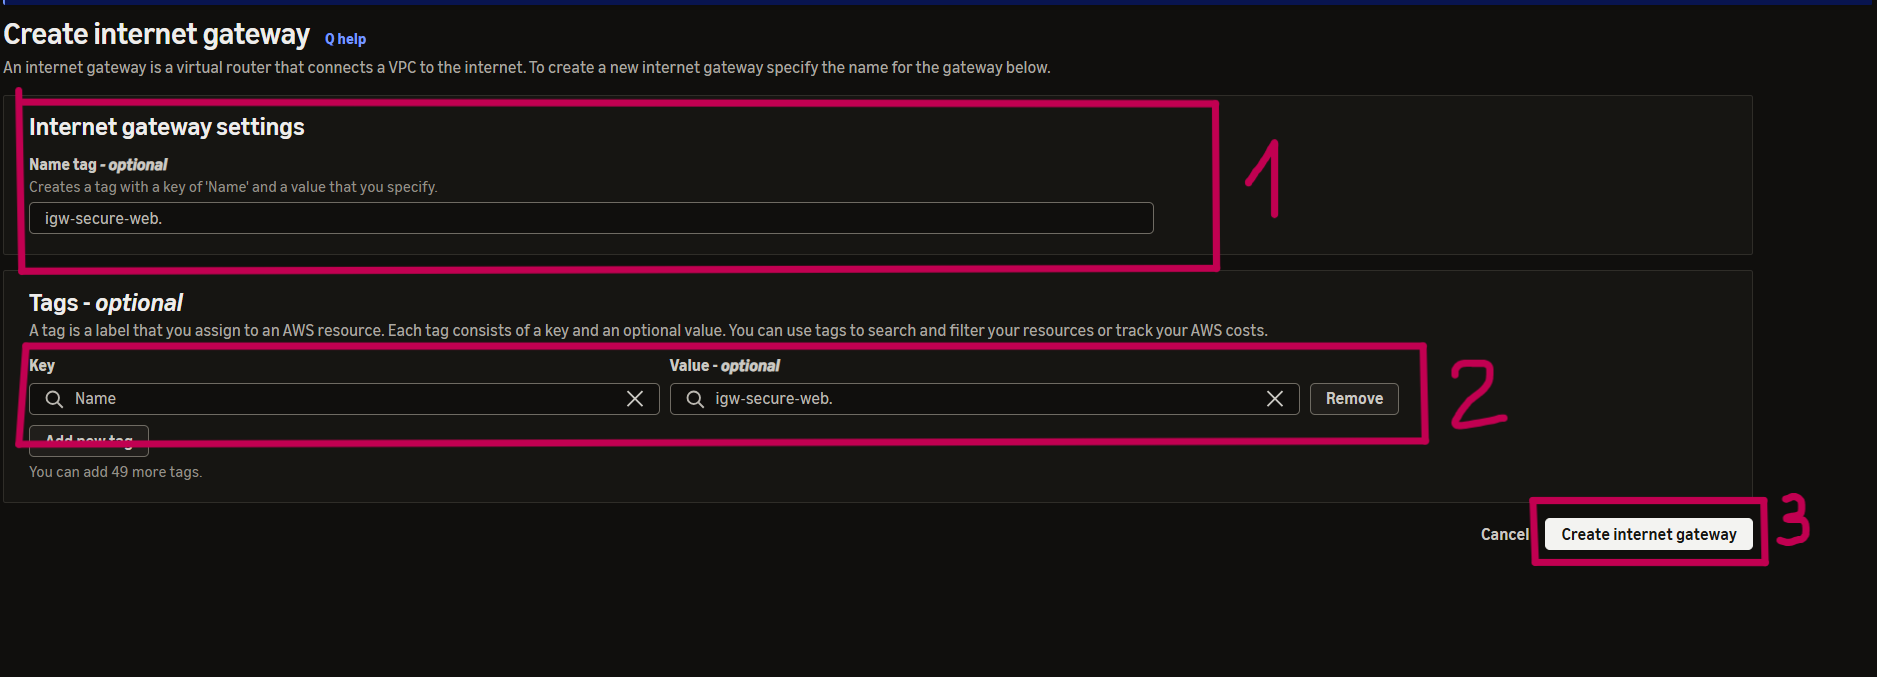 Create internet gateway Q help
An internet gateway is a virtual router that connects a VPC to the internet. To create a new internet gateway specify the name for the gateway below.
Internet gateway settings
1
Name tag - optional
Creates a tag with a key of 'Name' and a value that you specify.
igw-secure-web.
Tags - optional
A tag is a label that you assign to an AWS resource. Each tag consists of a key and an optional value. You can use tags to search and filter your resources or track your AWS costs.
Key Value - optional
Name igw-secure-web. Remove
2
Add new tag
You can add 49 more tags.
Cancel Create internet gateway
3